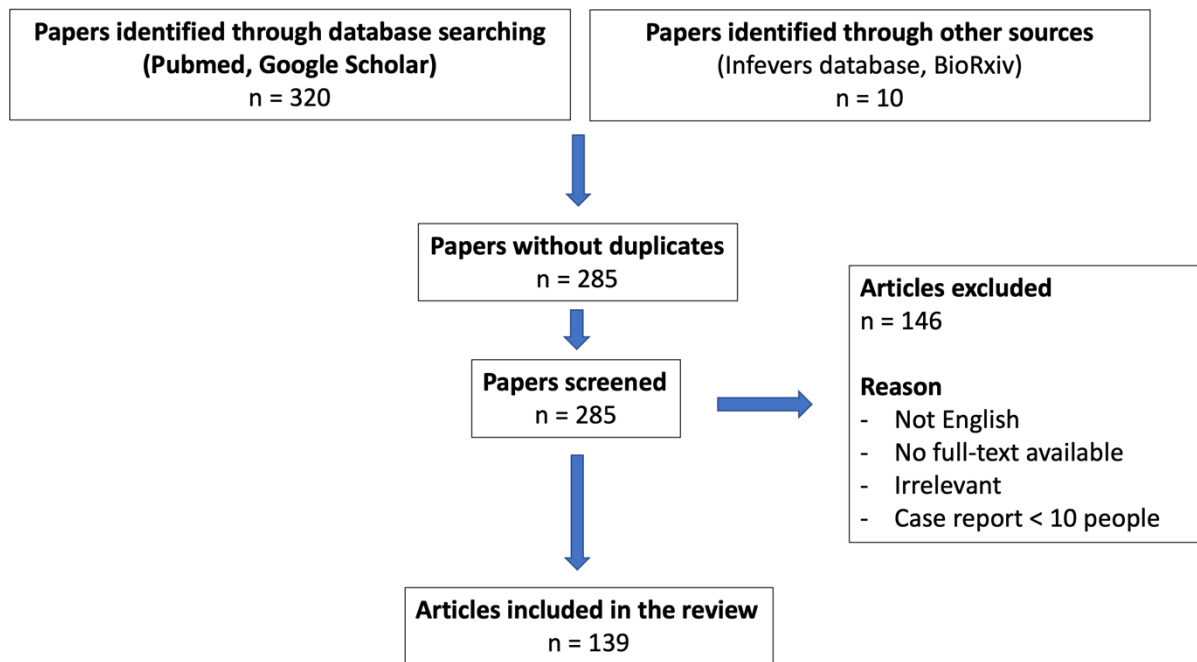 Papers identified through database searching
(Pubmed, Google Scholar)
n = 320
Papers identified through other sources
(Infevers database, BioRxiv)
n = 10
Papers without duplicates
n = 285
Papers screened
n = 285
Articles excluded
n = 146
Reason
- Not English
- No full-text available
- Irrelevant
- Case report < 10 people
Articles included in the review
n = 139